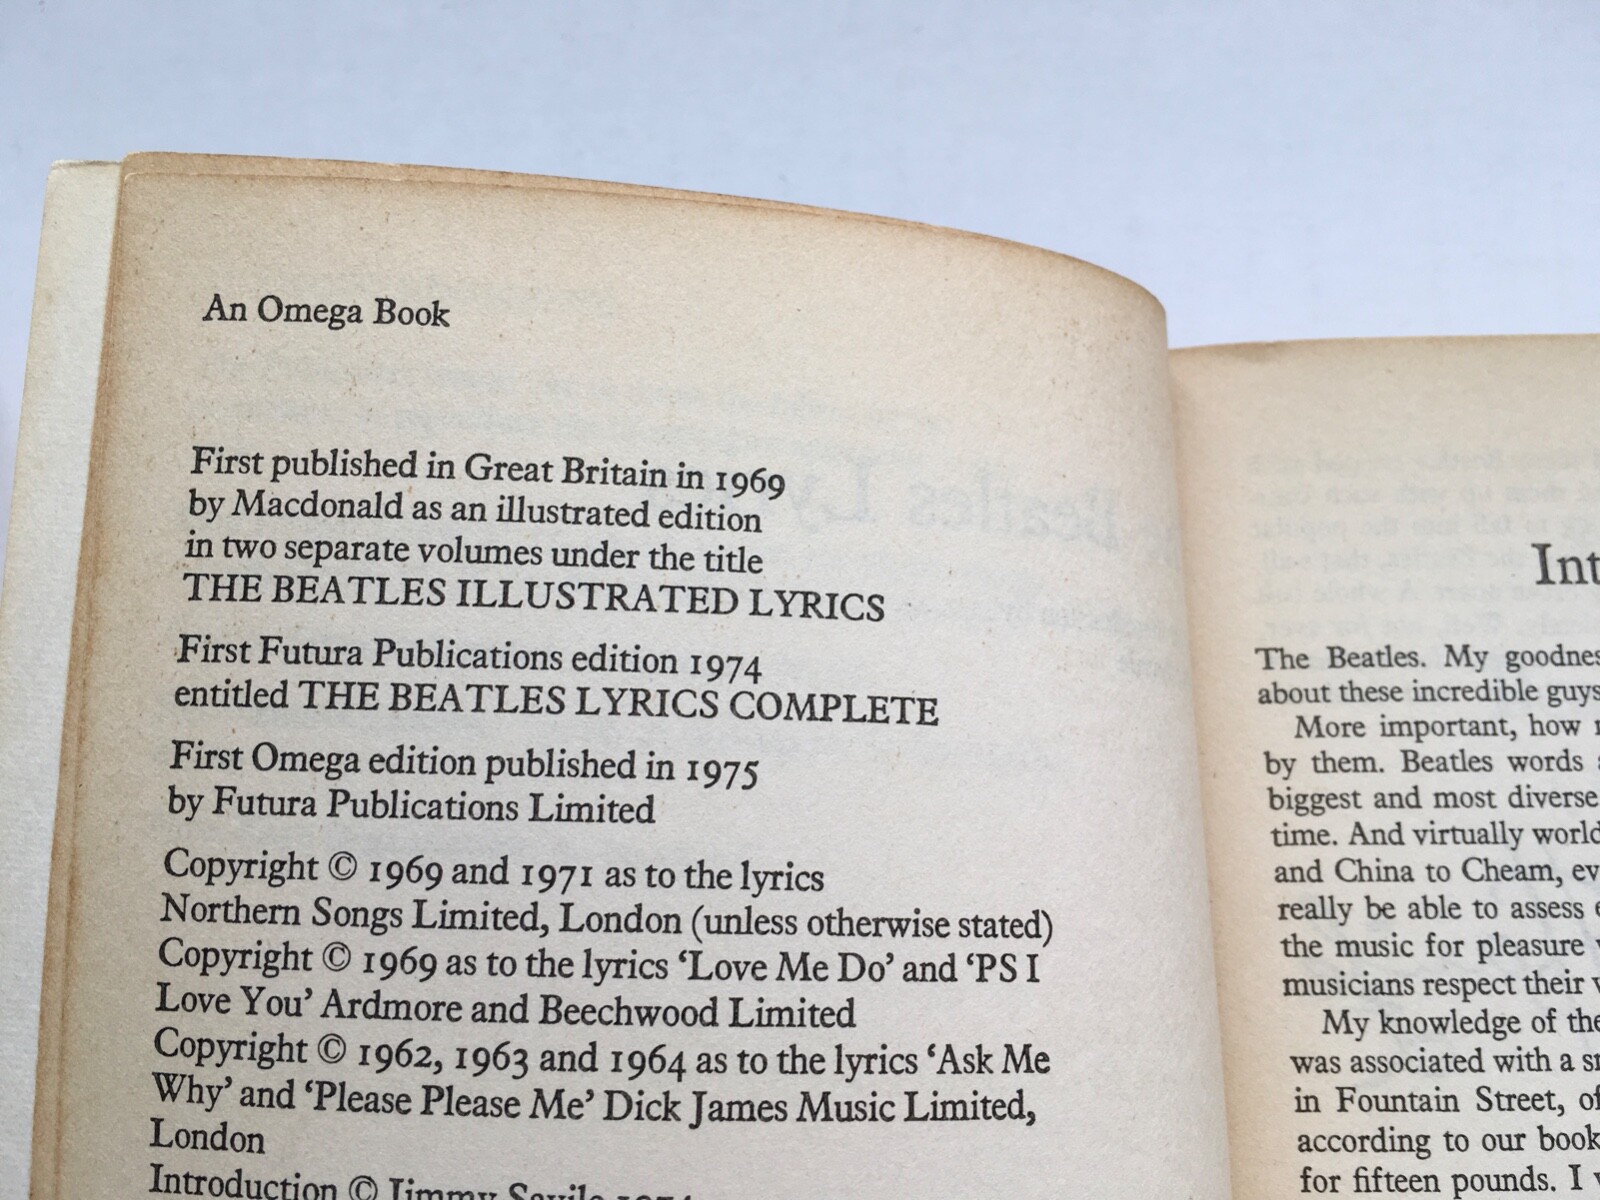 An Omega Book
First published in Great Britain in 1969
by Macdonald as an illustrated edition
in two separate volumes under the title
THE BEATLES ILLUSTRATED LYRICS
First Futura Publications edition 1974
entitled THE BEATLES LYRICS COMPLETE
First Omega edition published in 1975
by Futura Publications Limited
Copyright © 1969 and 1971 as to the lyrics
Northern Songs Limited, London (unless otherwise stated)
Copyright © 1969 as to the lyrics ‘Love Me Do’ and ‘PS I
Love You’ Ardmore and Beechwood Limited
Copyright © 1962, 1963 and 1964 as to the lyrics ‘Ask Me
Why’ and ‘Please Please Me’ Dick James Music Limited,
London
Introduction © Jimmy Savile 1974
Int
The Beatles. My goodnes
about these incredible guys
More important, how
by them. Beatles words
biggest and most diverse
time. And virtually world
and China to Cheam, ev
really be able to assess
the music for pleasure
musicians respect their
My knowledge of the
was associated with a
in Fountain Street, of
according to our book
for fifteen pounds. I